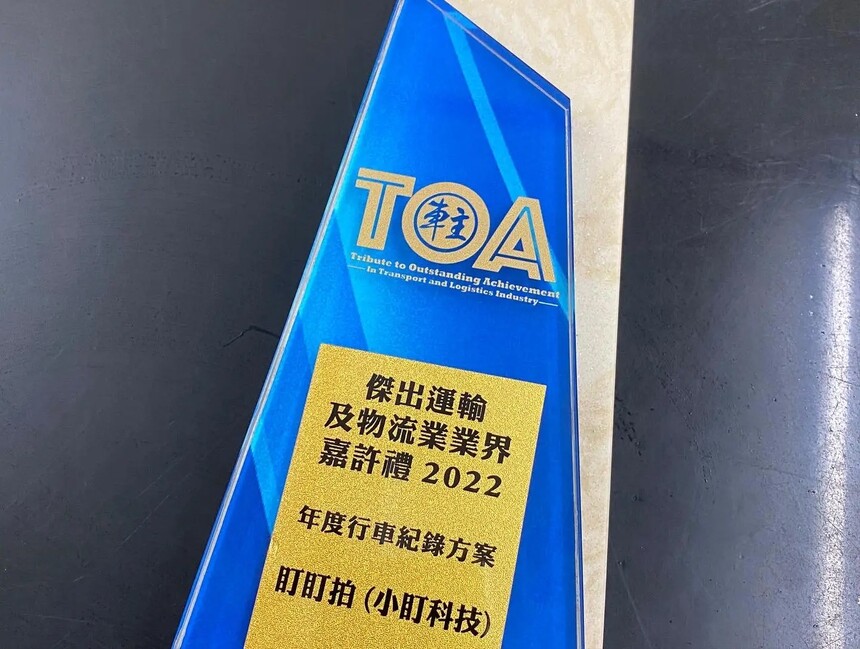 TOA
車主
Tribute to Outstanding Achievement
In Transport and Logistics Industry
傑出運輸
及物流業業界
嘉許禮 2022
年度行車紀錄方案
盯盯拍 (小盯科技)